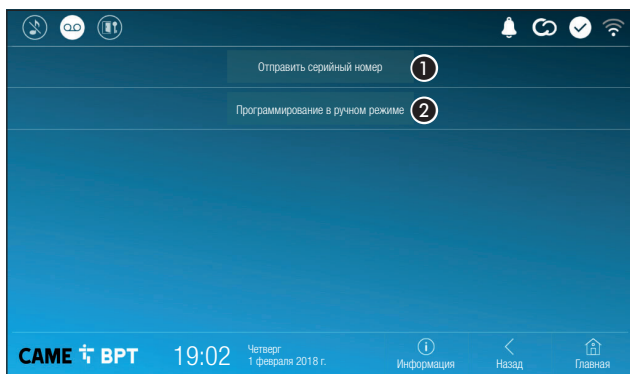 Отправить серийный номер 1
Программирование в ручном режиме 2
CAME BPT 19:02 Четверг
1 февраля 2018 г.
Информация Назад Главная